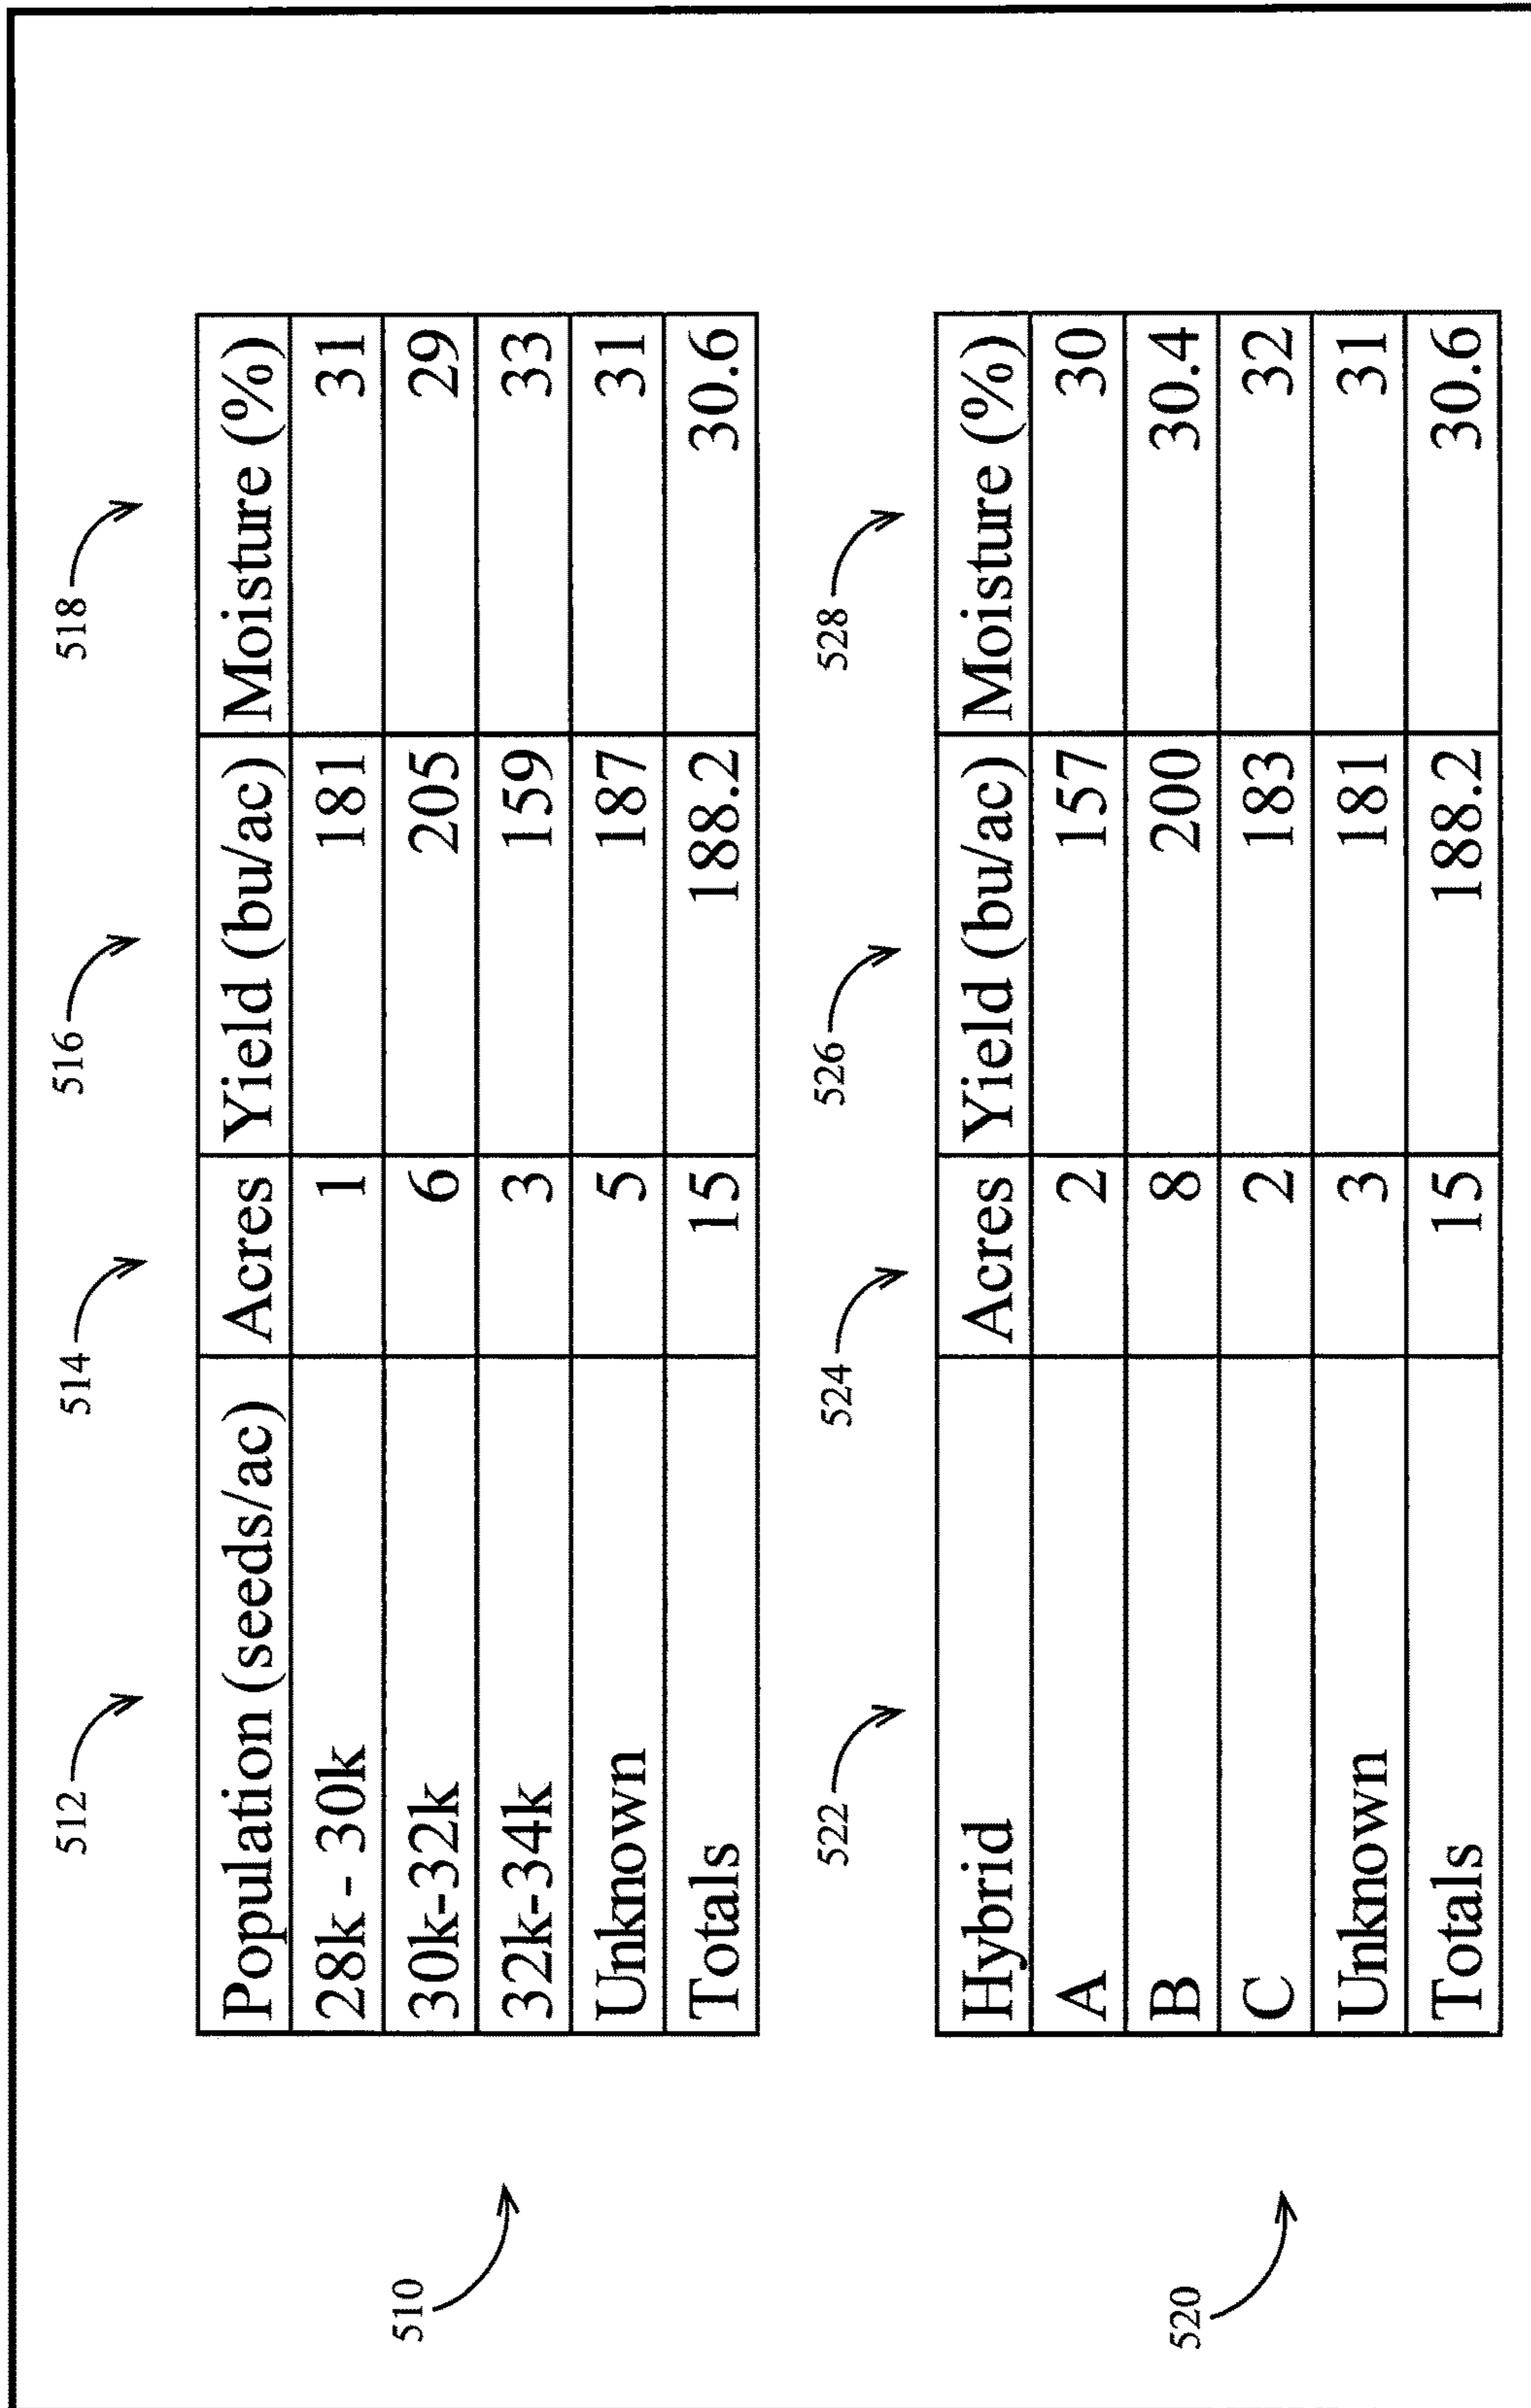 512 514 516 518
510
Population (seeds/ac) Acres Yield (bu/ac) Moisture (%)
28k - 30k 1 181 31
30k-32k 6 205 29
32k-34k 3 159 33
Unknown 5 187 31
Totals 15 188.2 30.6
522 524 526 528
520
Hybrid Acres Yield (bu/ac) Moisture (%)
A 2 157 30
B 8 200 30.4
C 2 183 32
Unknown 3 181 31
Totals 15 188.2 30.6